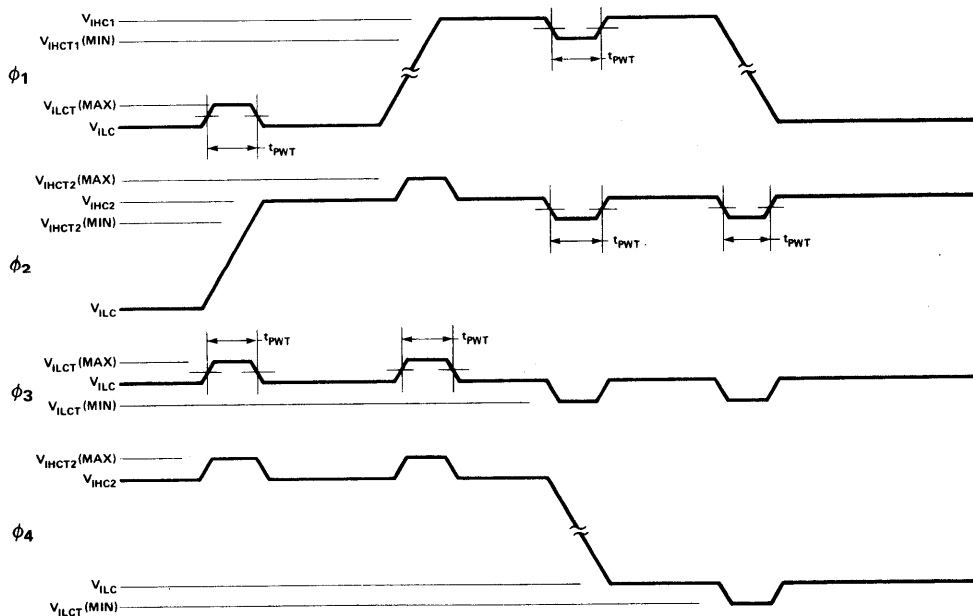 VIHC1
VIHCT1(MIN)
tPWT
ϕ1
VILCT(MAX)
VILC
tPWT
VIHCT2(MAX)
VIHC2
VIHCT2(MIN)
tPWT
tPWT
ϕ2
VILC
tPWT
tPWT
VILCT(MAX)
VILC
ϕ3
VILCT(MIN)
VIHCT2(MAX)
VIHC2
ϕ4
VILC
VILCT(MIN)